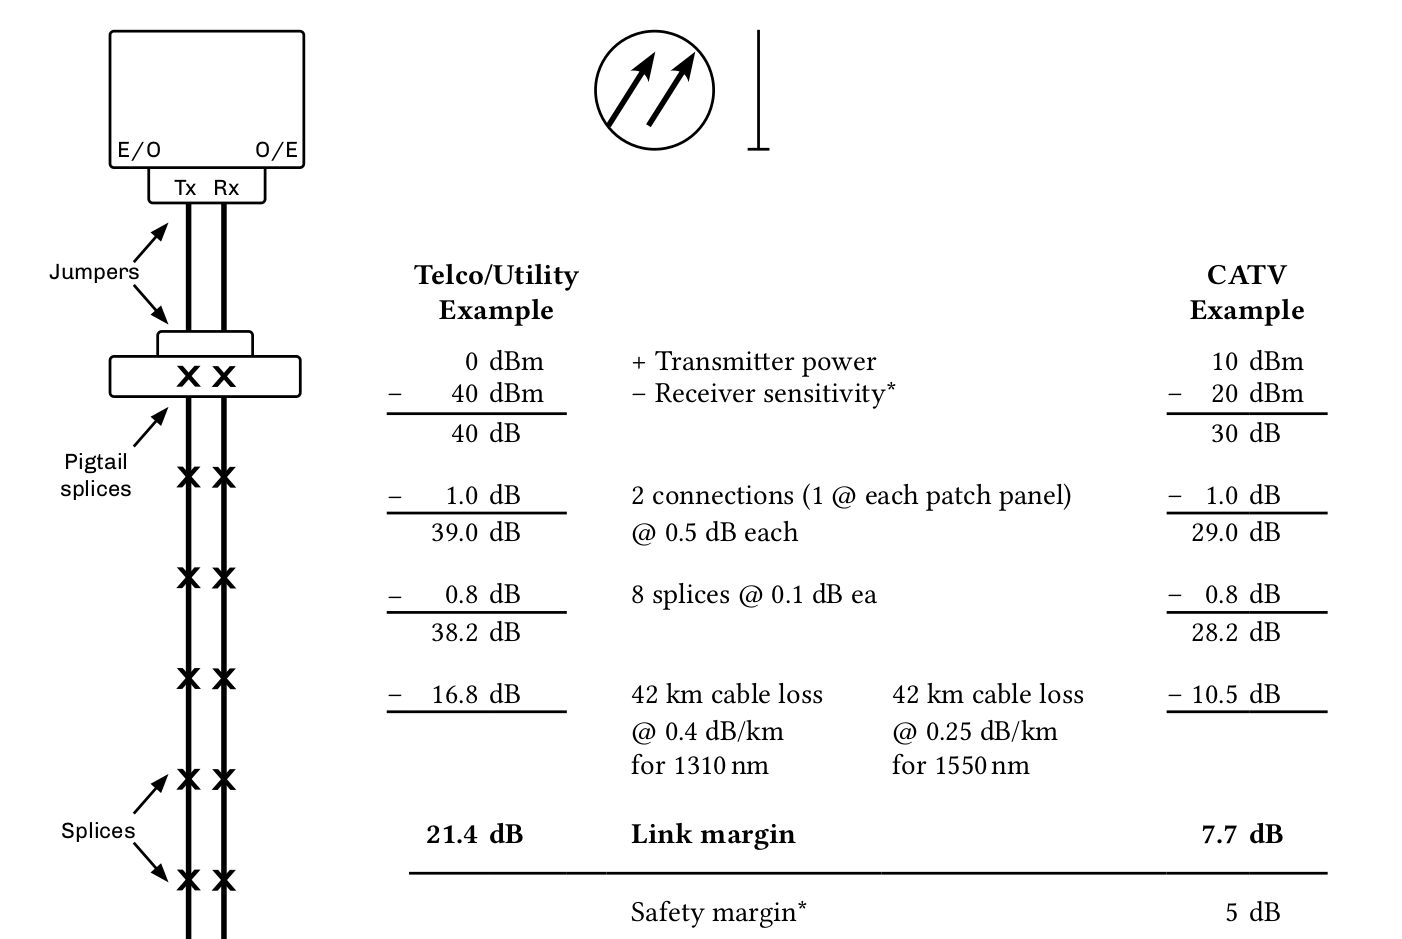 E/O O/E
Tx Rx
Jumpers
Pigtail
splices
Splices
Telco/Utility CATV
Example Example
0 dBm + Transmitter power 10 dBm
– 40 dBm – Receiver sensitivity* – 20 dBm
40 dB 30 dB
– 1.0 dB 2 connections (1 @ each patch panel) – 1.0 dB
39.0 dB @ 0.5 dB each 29.0 dB
– 0.8 dB 8 splices @ 0.1 dB ea – 0.8 dB
38.2 dB 28.2 dB
– 16.8 dB 42 km cable loss 42 km cable loss – 10.5 dB
@ 0.4 dB/km @ 0.25 dB/km
for 1310 nm for 1550 nm
21.4 dB Link margin 7.7 dB
Safety margin* 5 dB